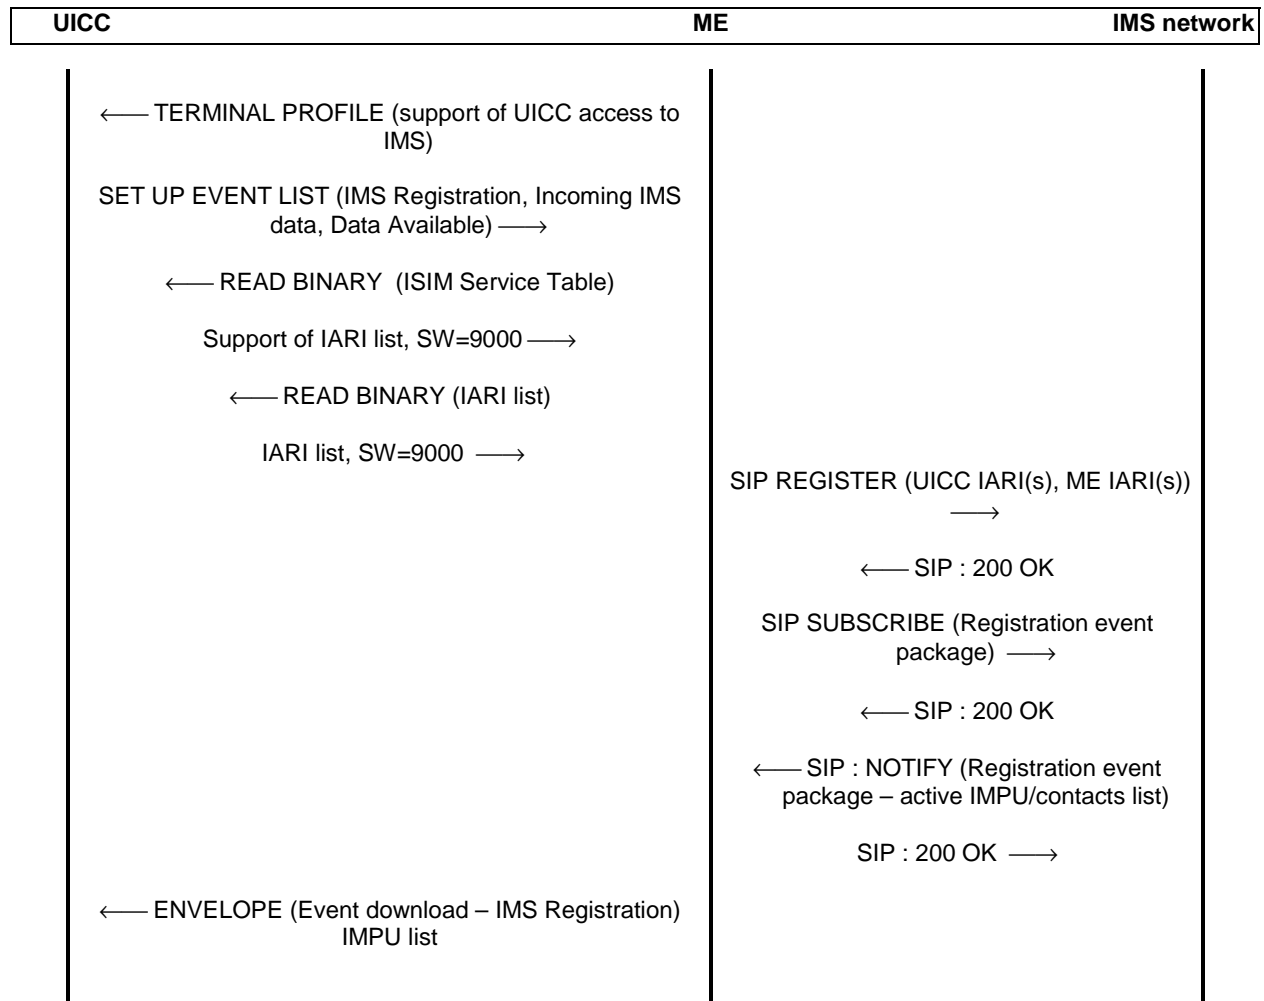 UICC ME IMS network
←── TERMINAL PROFILE (support of UICC access to
IMS)
SET UP EVENT LIST (IMS Registration, Incoming IMS
data, Data Available) ──→
←── READ BINARY (ISIM Service Table)
Support of IARI list, SW=9000 ──→
←── READ BINARY (IARI list)
IARI list, SW=9000 ──→
SIP REGISTER (UICC IARI(s), ME IARI(s))
──→
←── SIP : 200 OK
SIP SUBSCRIBE (Registration event
package) ──→
←── SIP : 200 OK
←── SIP : NOTIFY (Registration event
package – active IMPU/contacts list)
SIP : 200 OK ──→
←── ENVELOPE (Event download – IMS Registration)
IMPU list